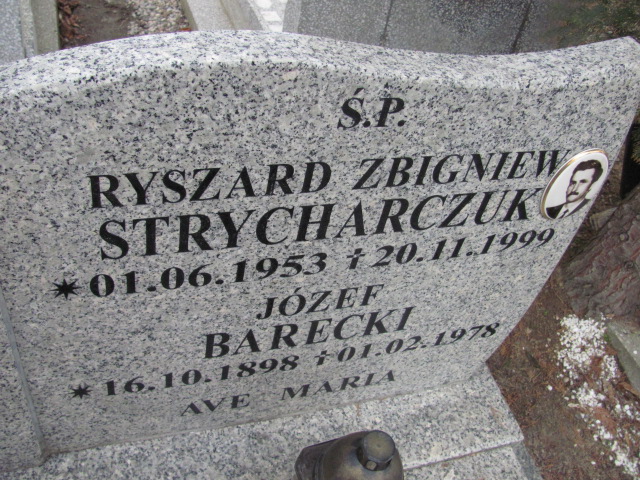 Ś.P.
RYSZARD ZBIGNIEW
STRYCHARCZUK
*01.06.1953 †20.11.1999
JÓZEF
BARECKI
*16.10.1898 †01.02.1978
AVE MARIA